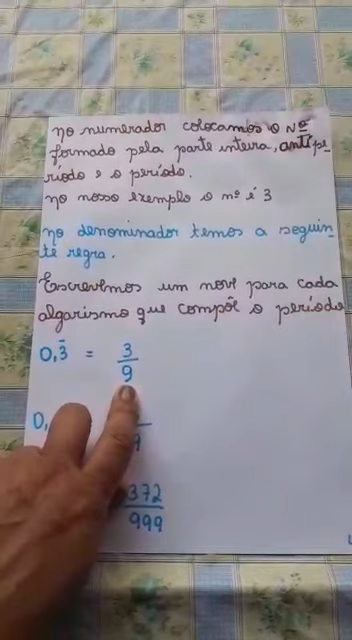 no numerador colocamos o Nº
formado pela parte inteira, antipe-
ríodo e o período.
no nosso exemplo o nº é 3
no denominador temos a seguin-
te regra.
Escrevemos um nove para cada
algarismo que compõe o período
0,3̄ = 3/9
0,
372/999